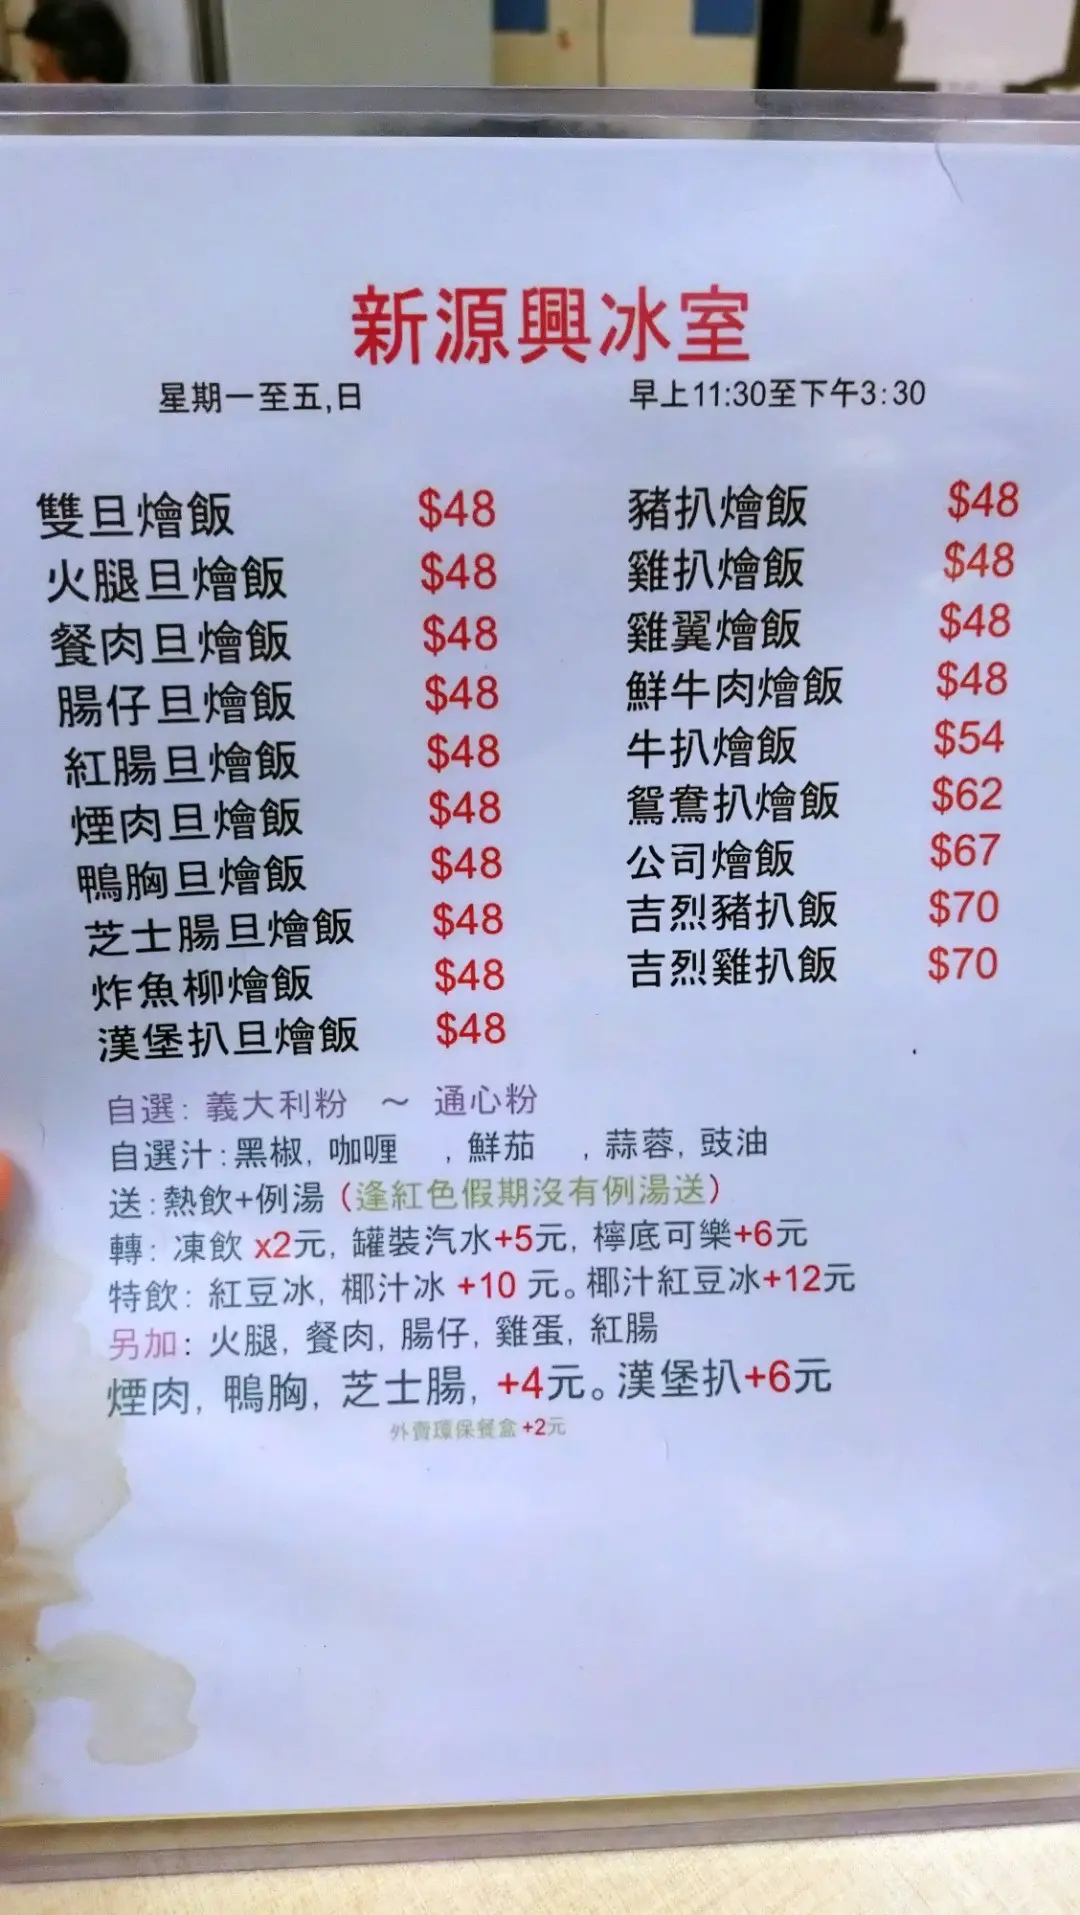 新源興冰室
星期一至五,日 早上11:30至下午3:30
雙旦燴飯 $48
火腿旦燴飯 $48
餐肉旦燴飯 $48
腸仔旦燴飯 $48
紅腸旦燴飯 $48
煙肉旦燴飯 $48
鴨胸旦燴飯 $48
芝士腸旦燴飯 $48
炸魚柳燴飯 $48
漢堡扒旦燴飯 $48
豬扒燴飯 $48
雞扒燴飯 $48
雞翼燴飯 $48
鮮牛肉燴飯 $48
牛扒燴飯 $54
鴛鴦扒燴飯 $62
公司燴飯 $67
吉烈豬扒飯 $70
吉烈雞扒飯 $70
自選: 義大利粉 ～ 通心粉
自選汁:黑椒, 咖喱 , 鮮茄 , 蒜蓉, 豉油
送:熱飲+例湯(逢紅色假期沒有例湯送)
轉: 凍飲 x2元, 罐裝汽水+5元, 檸底可樂+6元
特飲: 紅豆冰, 椰汁冰 +10 元。椰汁紅豆冰+12元
另加: 火腿, 餐肉, 腸仔, 雞蛋, 紅腸
煙肉, 鴨胸, 芝士腸, +4元。漢堡扒+6元
外賣環保餐盒 +2元